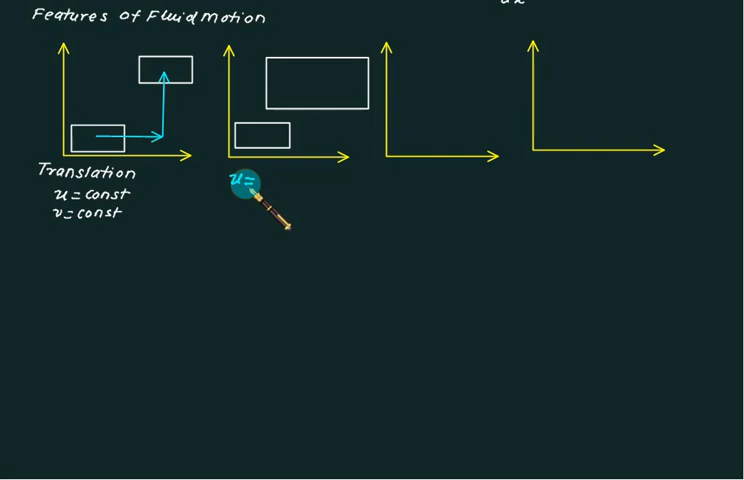 Features of Fluid motion
Translation
u = const
v = const
u =